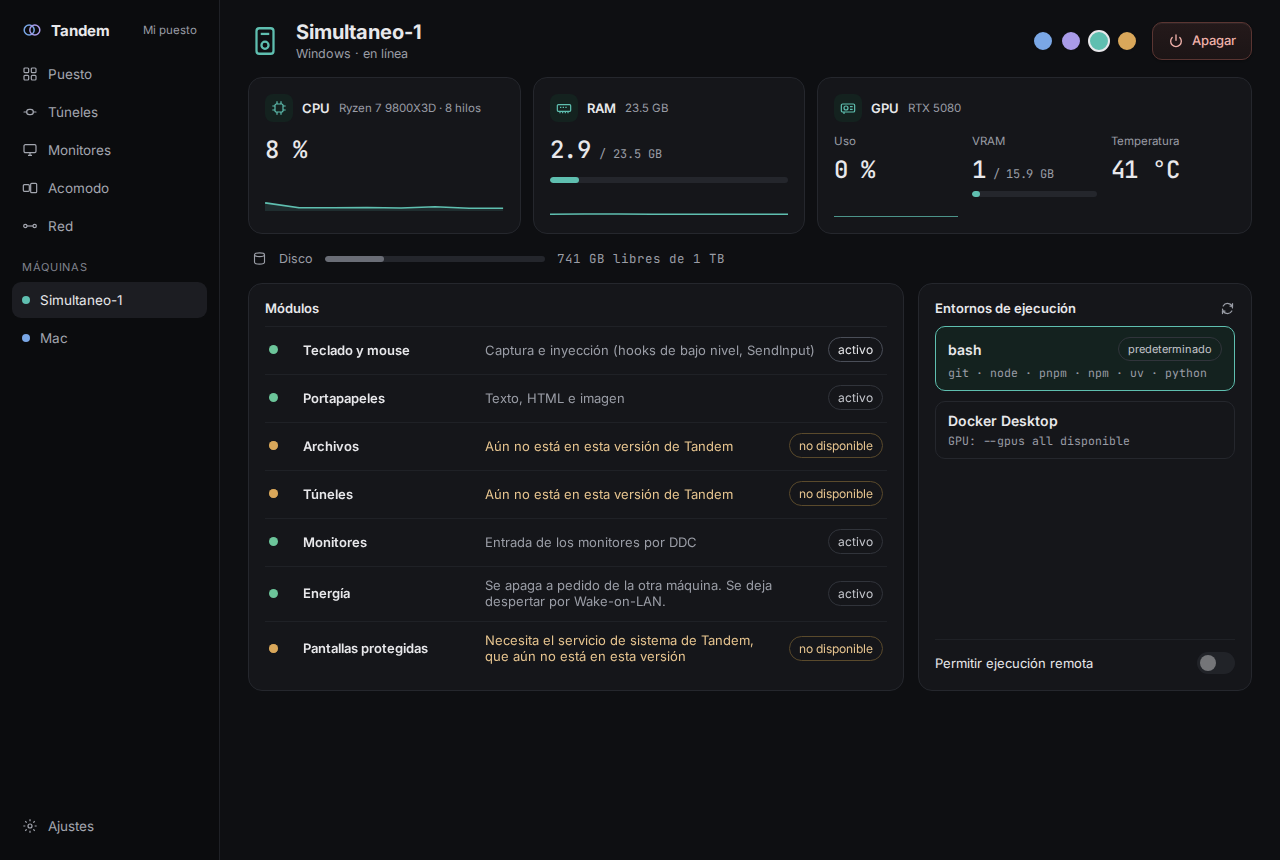 Tandem
Mi puesto
Puesto
Túneles
Monitores
Acomodo
Red
MÁQUINAS
Simultaneo-1
Mac
Ajustes
Simultaneo-1
Windows · en línea
Apagar
CPU Ryzen 7 9800X3D · 8 hilos
8 %
RAM 23.5 GB
2.9 / 23.5 GB
GPU RTX 5080
Uso
0 %
VRAM
1 / 15.9 GB
Temperatura
41 °C
Disco 741 GB libres de 1 TB
Módulos
Teclado y mouse Captura e inyección (hooks de bajo nivel, SendInput) activo
Portapapeles Texto, HTML e imagen activo
Archivos Aún no está en esta versión de Tandem no disponible
Túneles Aún no está en esta versión de Tandem no disponible
Monitores Entrada de los monitores por DDC activo
Energía Se apaga a pedido de la otra máquina. Se deja
despertar por Wake-on-LAN. activo
Pantallas protegidas Necesita el servicio de sistema de Tandem,
que aún no está en esta versión no disponible
Entornos de ejecución
bash predeterminado
git · node · pnpm · npm · uv · python
Docker Desktop
GPU: --gpus all disponible
Permitir ejecución remota